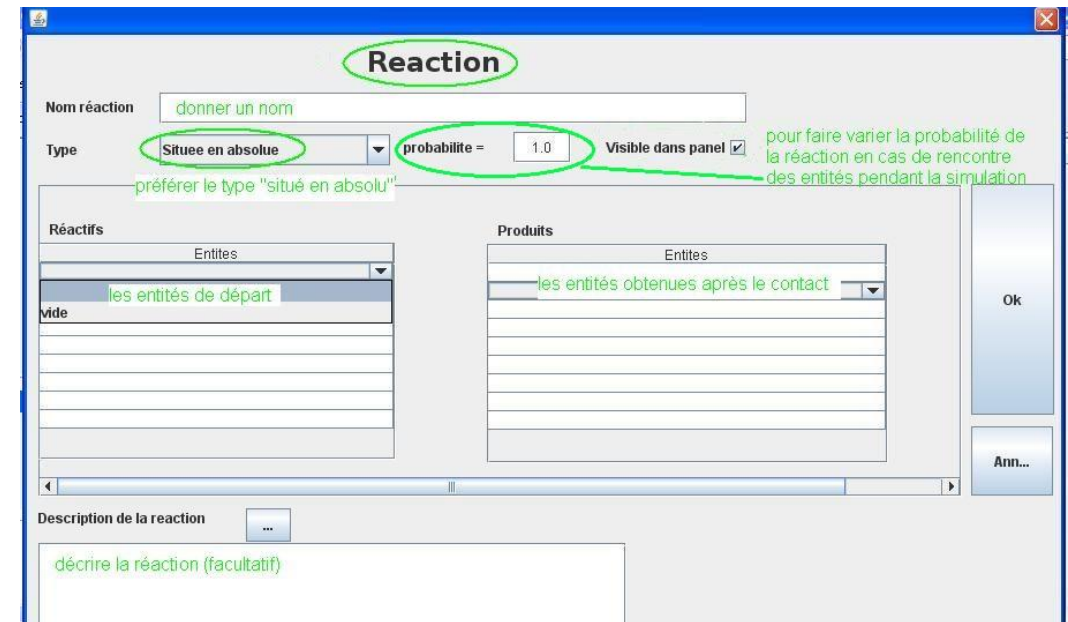 Reaction
Nom réaction
donner un nom
Type
Situee en absolue
probabilite =
1.0
Visible dans panel
pour faire varier la probabilité de
la réaction en cas de rencontre
des entités pendant la simulation
préférer le type "situé en absolu"
Réactifs
Produits
Entites
Entites
les entités de départ
les entités obtenues après le contact
vide
Ok
Ann...
Description de la reaction
...
décrire la réaction (facultatif)